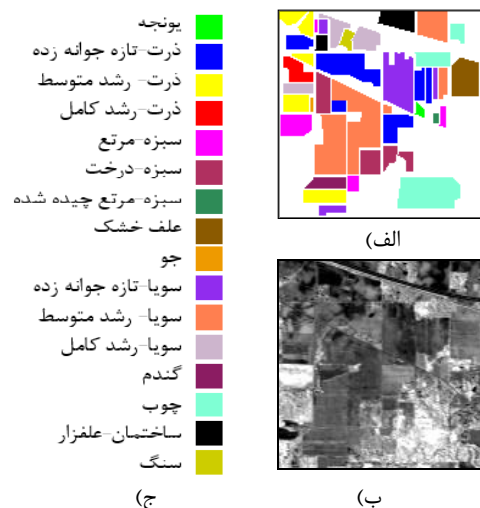 یونجه
ذرت-تازه جوانه زده
ذرت- رشد متوسط
ذرت-رشد کامل
سبزه-مرتع
سبزه-درخت
سبزه-مرتع چیده شده
علف خشک
جو
سویا-تازه جوانه زده
سویا- رشد متوسط
سویا-رشد کامل
گندم
چوب
ساختمان-علفزار
سنگ
الف)
ب)
ج)